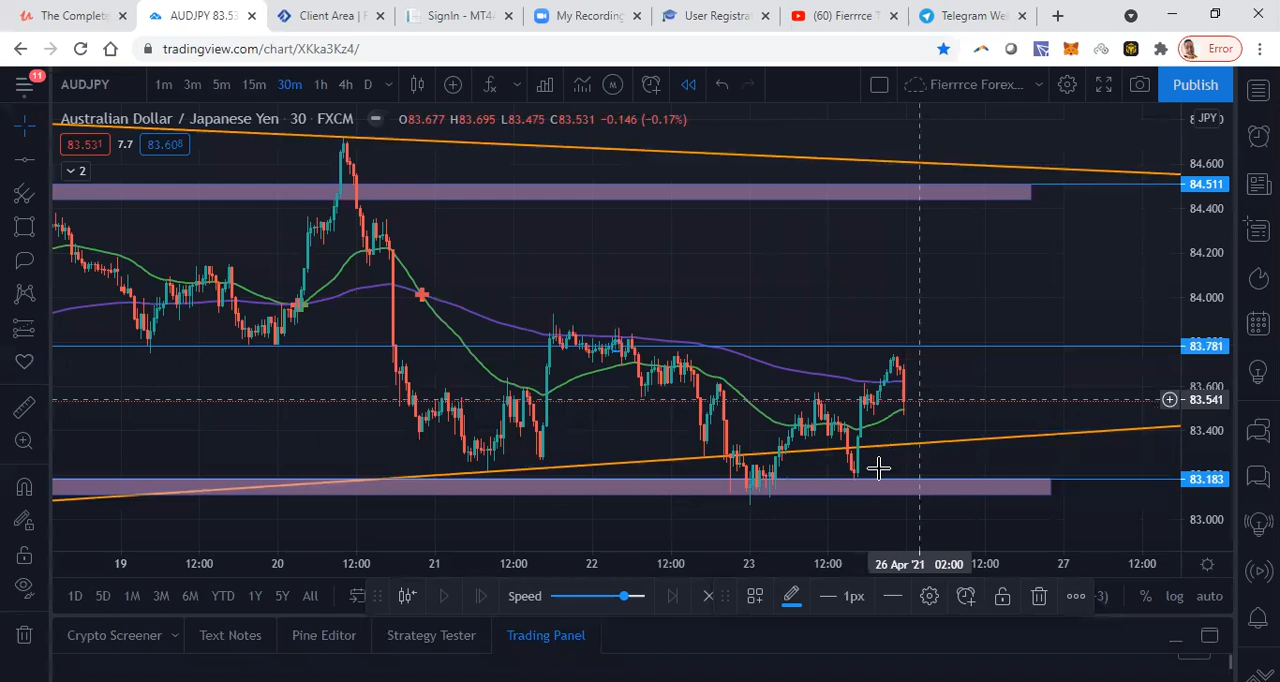 The Complete
AUDJPY 83.53
Client Area | F
SignIn - MT4
My Recording
User Registra
(60) Fierrrce T
Telegram We
tradingview.com/chart/XKka3Kz4/
Error
11
AUDJPY
1m 3m 5m 15m 30m 1h 4h D
M
Fierrrce Forex...
Publish
Australian Dollar / Japanese Yen · 30 · FXCM
O83.677 H83.695 L83.475 C83.531 −0.146 (−0.17%)
JPY
83.531
7.7
83.608
2
84.600
84.511
84.400
84.200
84.000
83.781
83.600
83.541
83.400
83.183
83.000
19 12:00 20 12:00 21 12:00 22 12:00 23 12:00 26 Apr '21 02:00 12:00 27 12:00
1D 5D 1M 3M 6M YTD 1Y 5Y All
Speed
1px
-3)
% log auto
Crypto Screener
Text Notes
Pine Editor
Strategy Tester
Trading Panel